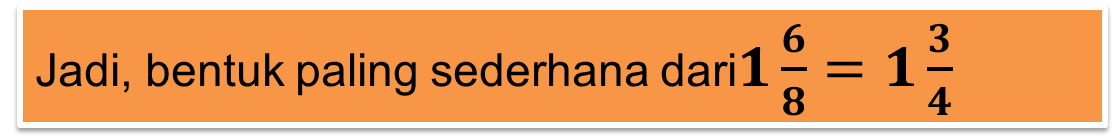 Jadi, bentuk paling sederhana dari 1 6/8 = 1 3/4